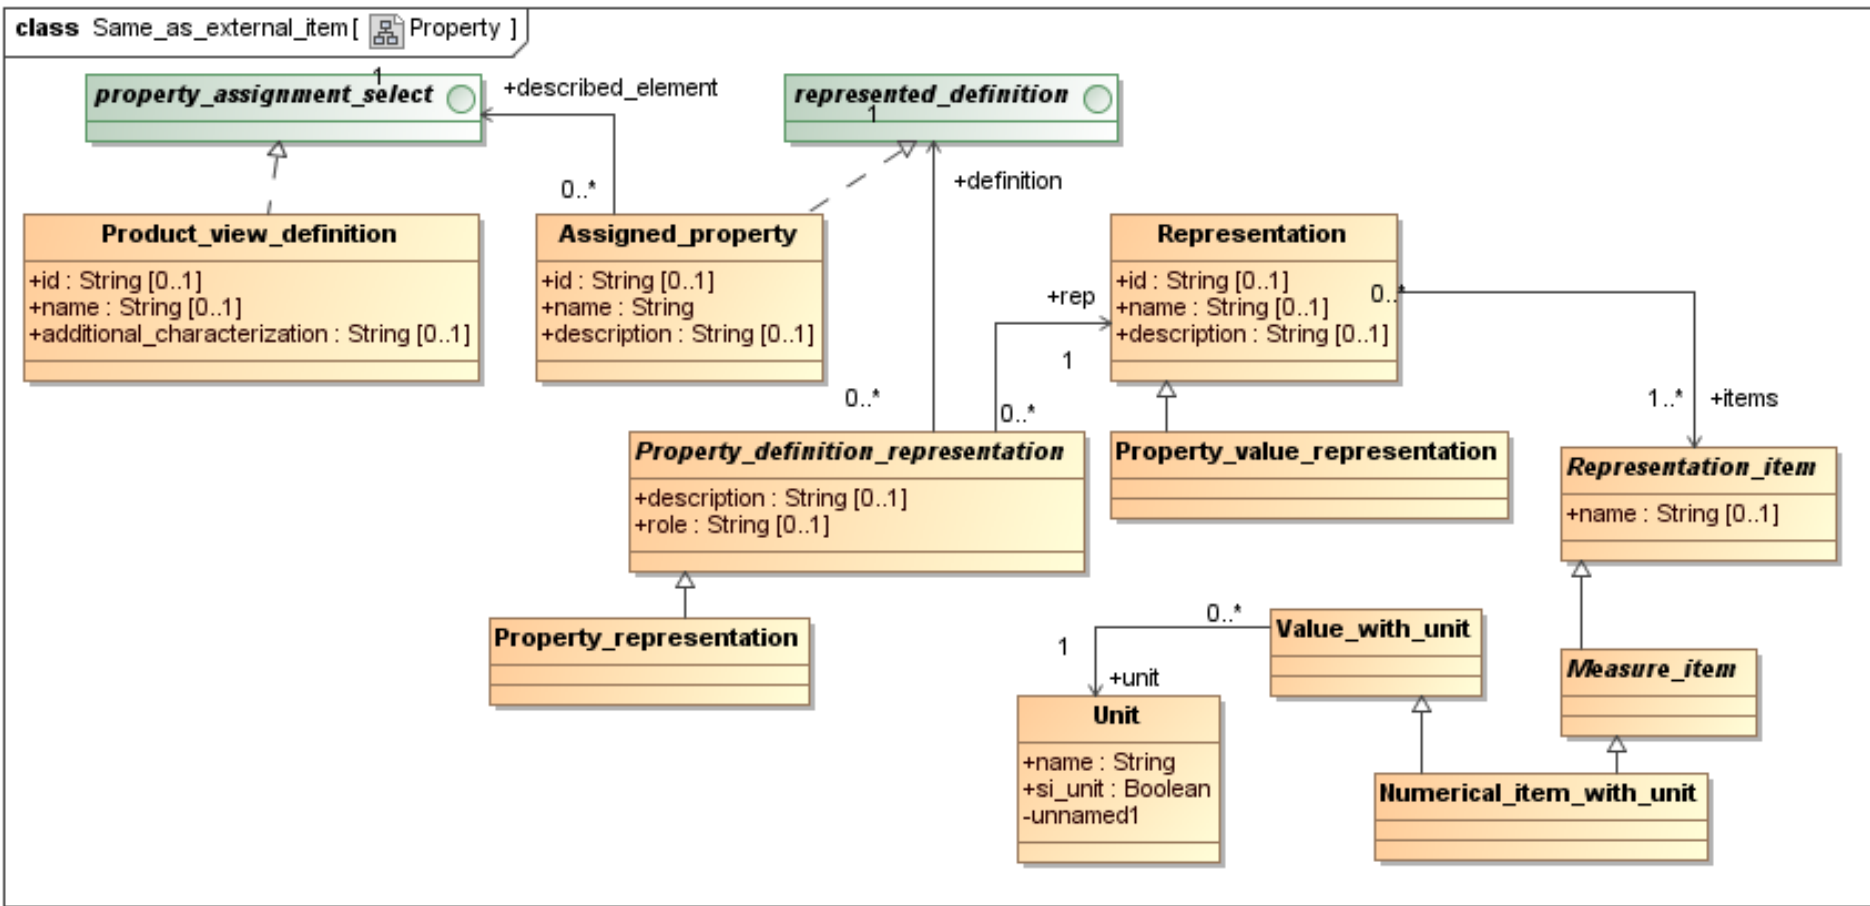 class Same_as_external_item[ Property ]
1
property_assignment_select
+described_element
represented_definition
1
0..*
+definition
Product_view_definition
+id : String [0..1]
+name : String [0..1]
+additional_characterization : String [0..1]
Assigned_property
+id : String [0..1]
+name : String
+description : String [0..1]
Representation
+id : String [0..1]
+name : String [0..1]
+description : String [0..1]
0..*
+rep
1
0..*
0..*
1..*
+items
Property_definition_representation
+description : String [0..1]
+role : String [0..1]
Property_value_representation
Representation_item
+name : String [0..1]
Property_representation
0..*
1
+unit
Value_with_unit
Measure_item
Unit
+name : String
+si_unit : Boolean
-unnamed1
Numerical_item_with_unit